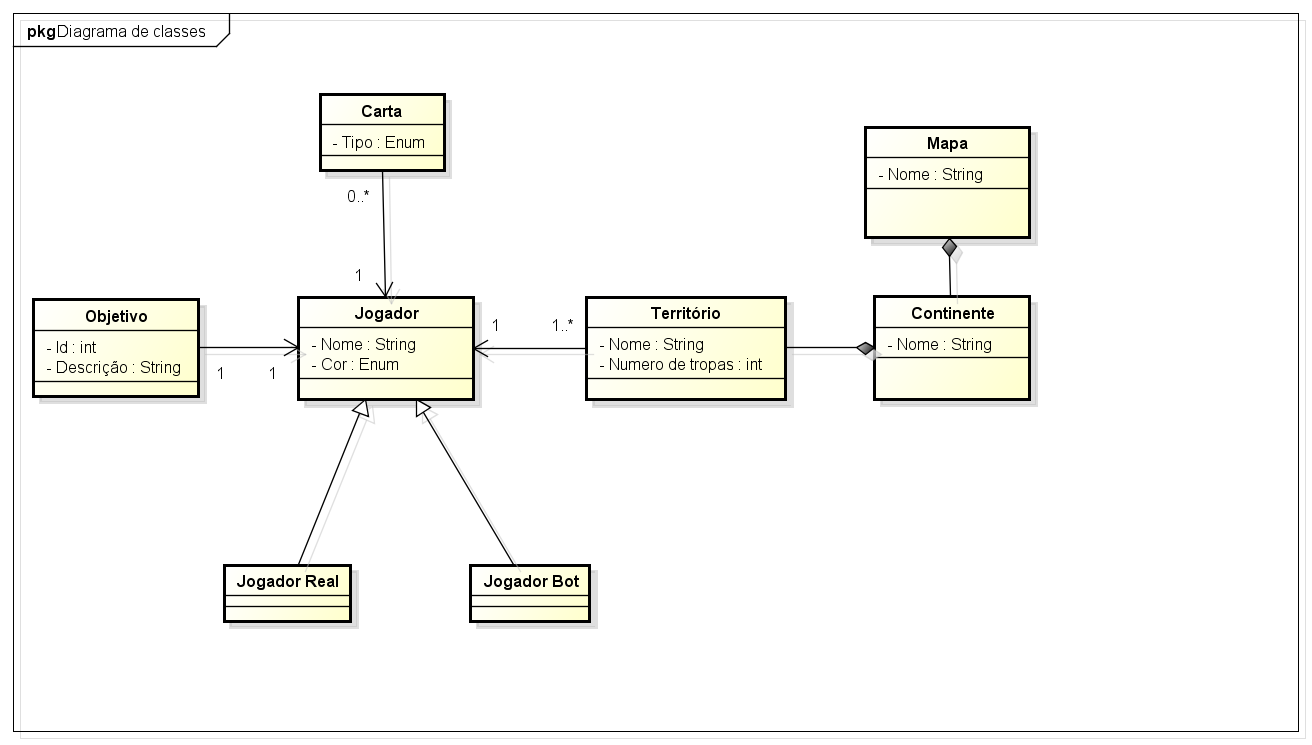 pkg Diagrama de classes
Carta
- Tipo : Enum
0..*
1
Mapa
- Nome : String
Objetivo
- Id : int
- Descrição : String
1
1
Jogador
- Nome : String
- Cor : Enum
1
1..*
Território
- Nome : String
- Numero de tropas : int
Continente
- Nome : String
Jogador Real
Jogador Bot